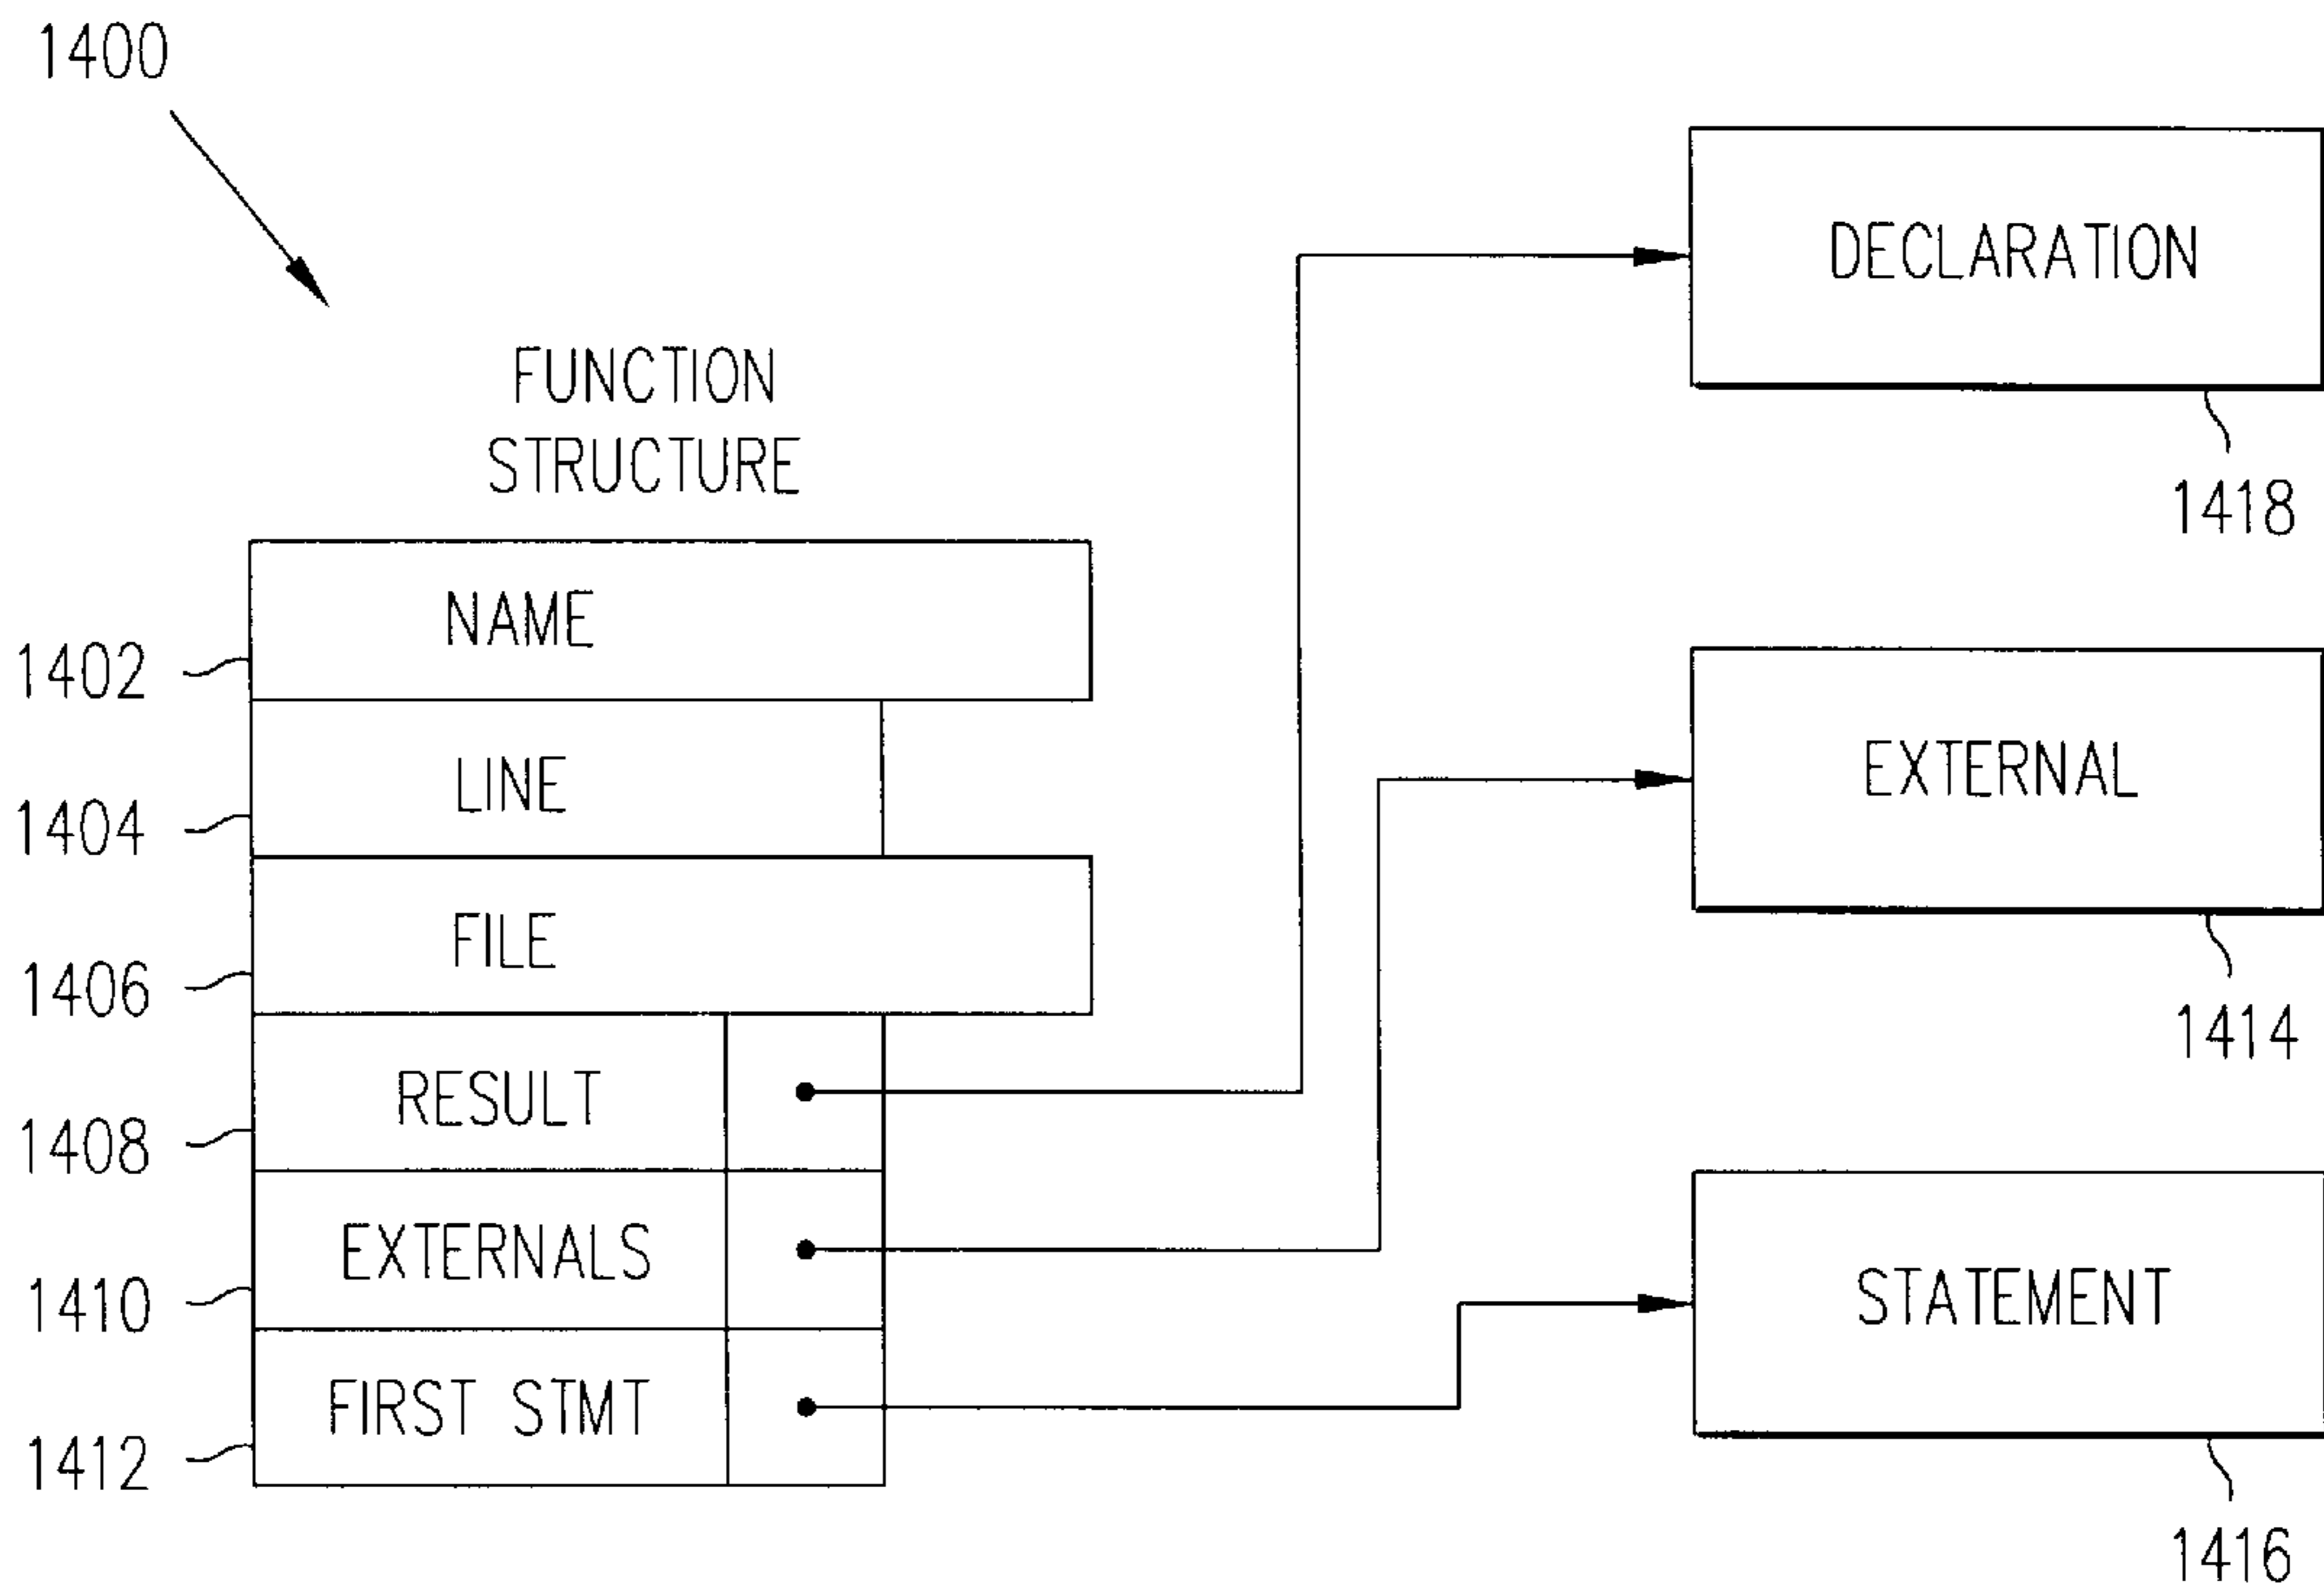 1400
FUNCTION
STRUCTURE
NAME
1402
LINE
1404
FILE
1406
RESULT
1408
EXTERNALS
1410
FIRST STMT
1412
DECLARATION
1418
EXTERNAL
1414
STATEMENT
1416